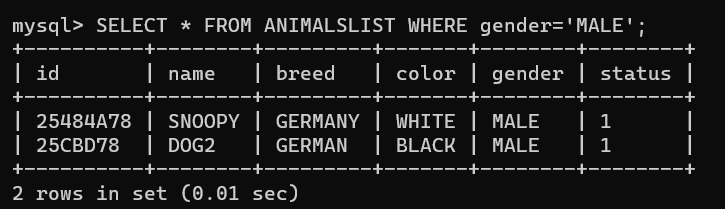 mysql> SELECT * FROM ANIMALSLIST WHERE gender='MALE';
+----------+--------+---------+-------+--------+--------+
| id       | name   | breed   | color | gender | status |
+----------+--------+---------+-------+--------+--------+
| 25484A78 | SNOOPY | GERMANY | WHITE | MALE   | 1      |
| 25CBD78  | DOG2   | GERMAN  | BLACK | MALE   | 1      |
+----------+--------+---------+-------+--------+--------+
2 rows in set (0.01 sec)